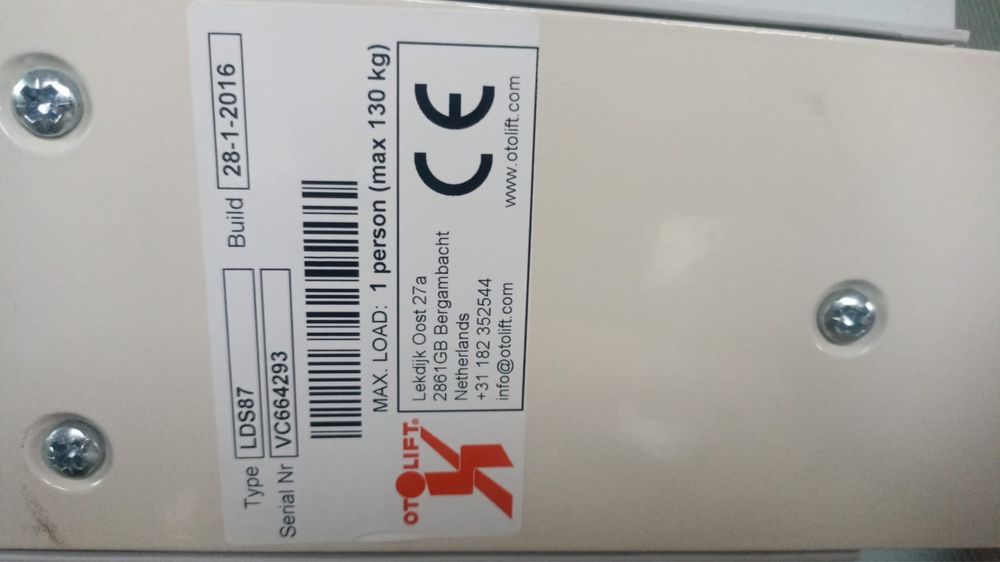 Type LDS87 Build 28-1-2016
Serial Nr VC664293
MAX. LOAD: 1 person (max 130 kg)
OTOLIFT®
Lekdijk Oost 27a
2861GB Bergambacht
Netherlands
+31 182 352544
info@otolift.com www.otolift.com
CE